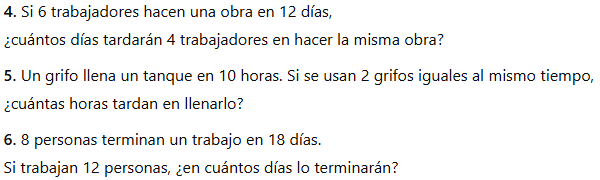 4. Si 6 trabajadores hacen una obra en 12 días,
¿cuántos días tardarán 4 trabajadores en hacer la misma obra?
5. Un grifo llena un tanque en 10 horas. Si se usan 2 grifos iguales al mismo tiempo,
¿cuántas horas tardan en llenarlo?
6. 8 personas terminan un trabajo en 18 días.
Si trabajan 12 personas, ¿en cuántos días lo terminarán?